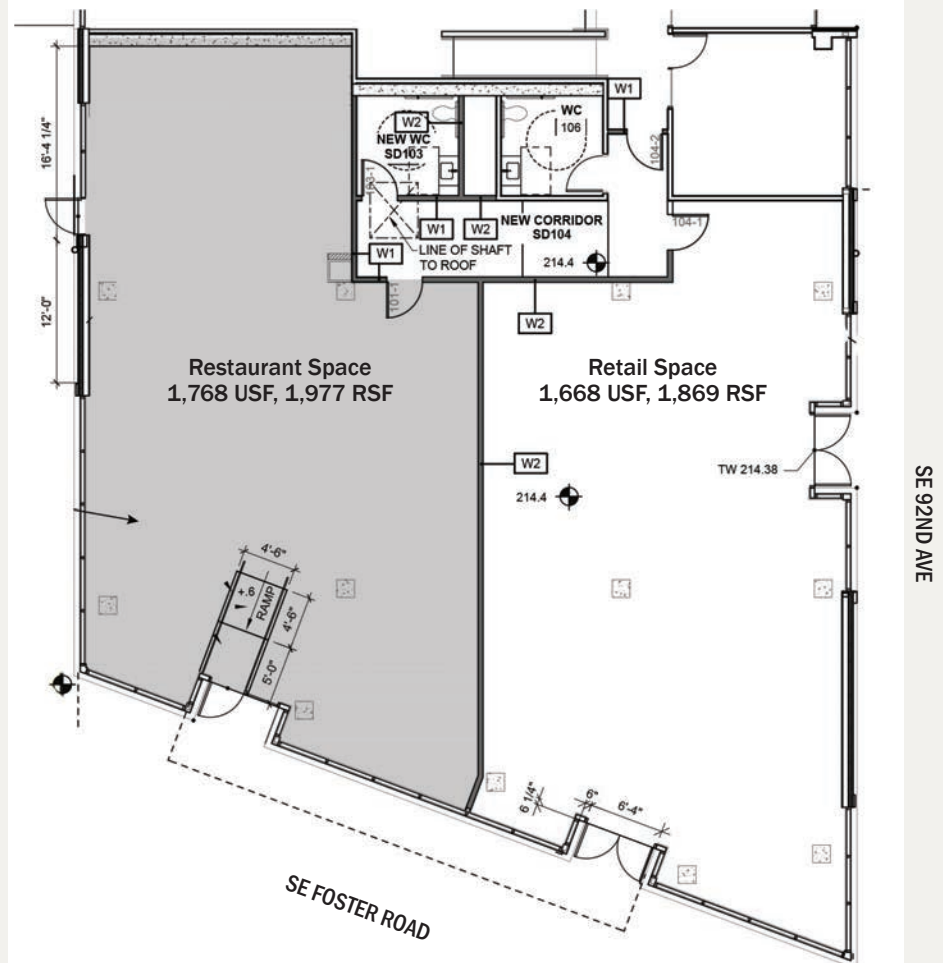 W1
WC
106
W2
NEW WC
SD103
16'-4 1/4"
104-2
103-1
W1
W2
NEW CORRIDOR
SD104
104-1
LINE OF SHAFT
TO ROOF
W1
214.4
101-1
12'-0"
W2
Restaurant Space
1,768 USF, 1,977 RSF
Retail Space
1,668 USF, 1,869 RSF
W2
TW 214.38
214.4
SE 92ND AVE
4'-6"
+.6
RAMP
4'-6"
5'-0"
6 1/4"
6"
6'-4"
SE FOSTER ROAD